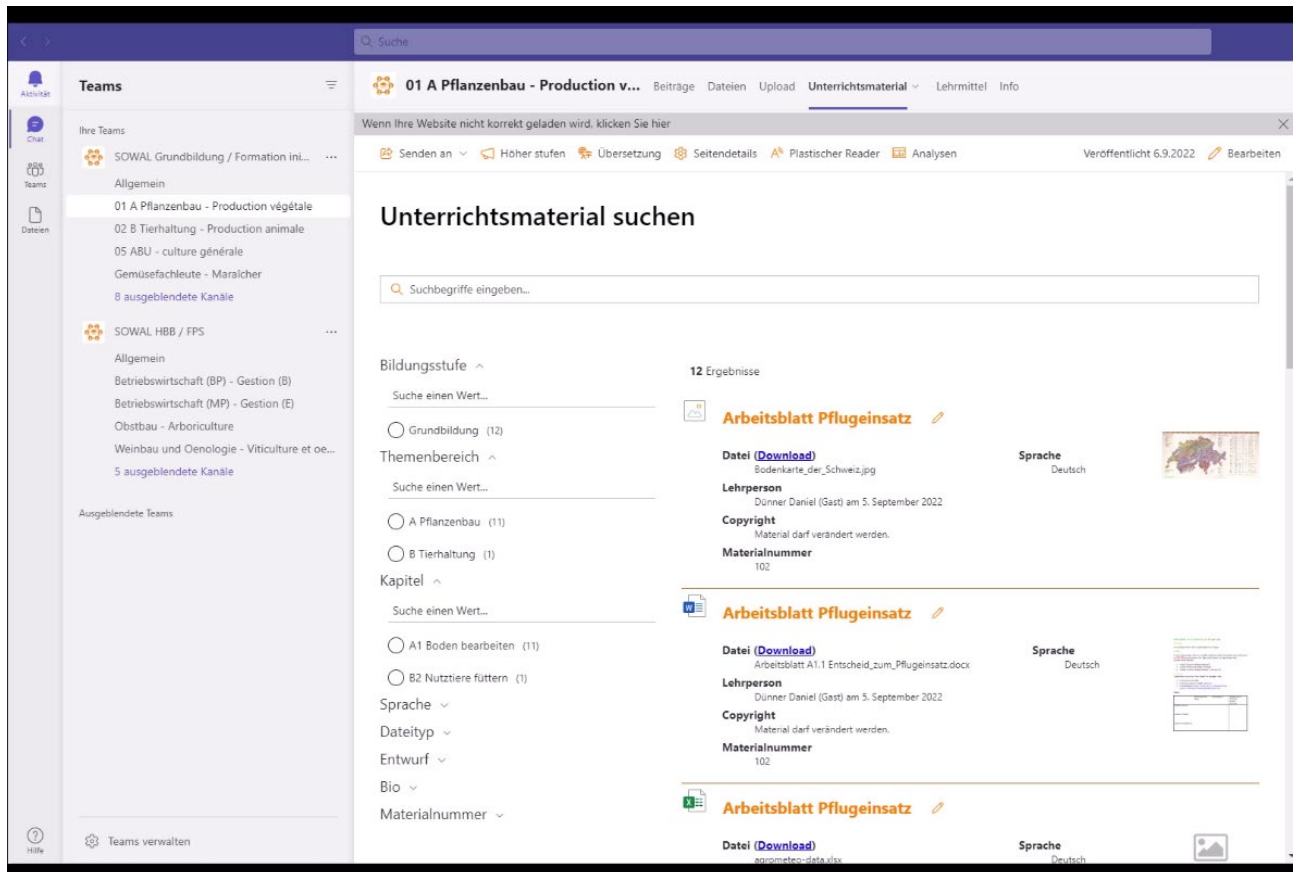 Suche
Aktivität
Chat
Teams
Dateien
Hilfe
Teams
Ihre Teams
SOWAL Grundbildung / Formation ini... ...
Allgemein
01 A Pflanzenbau - Production végétale
02 B Tierhaltung - Production animale
05 ABU - culture générale
Gemüsefachleute - Maraîcher
8 ausgeblendete Kanäle
SOWAL HBB / FPS ...
Allgemein
Betriebswirtschaft (BP) - Gestion (B)
Betriebswirtschaft (MP) - Gestion (E)
Obstbau - Arboriculture
Weinbau und Oenologie - Viticulture et oe...
5 ausgeblendete Kanäle
Ausgeblendete Teams
Teams verwalten
01 A Pflanzenbau - Production v... Beiträge Dateien Upload Unterrichtsmaterial Lehrmittel Info
Wenn Ihre Website nicht korrekt geladen wird, klicken Sie hier
Senden an Höher stufen Übersetzung Seitendetails Plastischer Reader Analysen Veröffentlicht 6.9.2022 Bearbeiten
Unterrichtsmaterial suchen
Suchbegriffe eingeben...
Bildungsstufe
Suche einen Wert...
Grundbildung (12)
Themenbereich
Suche einen Wert...
A Pflanzenbau (11)
B Tierhaltung (1)
Kapitel
Suche einen Wert...
A1 Boden bearbeiten (11)
B2 Nutztiere füttern (1)
Sprache
Dateityp
Entwurf
Bio
Materialnummer
12 Ergebnisse
Arbeitsblatt Pflugeinsatz
Datei (Download) Sprache
Bodenkarte_der_Schweiz.jpg Deutsch
Lehrperson
Dünner Daniel (Gast) am 5. September 2022
Copyright
Material darf verändert werden.
Materialnummer
102
Arbeitsblatt Pflugeinsatz
Datei (Download) Sprache
Arbeitsblatt A1.1 Entscheid_zum_Pflugeinsatz.docx Deutsch
Lehrperson
Dünner Daniel (Gast) am 5. September 2022
Copyright
Material darf verändert werden.
Materialnummer
102
Arbeitsblatt Pflugeinsatz
Datei (Download) Sprache
agrometeo-data.xlsx Deutsch